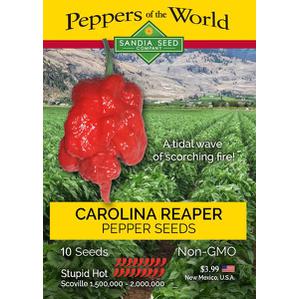 Peppers of the World
SANDIA SEED
COMPANY
A tidal wave
of scorching fire!
CAROLINA REAPER
PEPPER SEEDS
10 Seeds
Non-GMO
Stupid Hot
$3.99
New Mexico, U.S.A.
Scoville 1,500,000 - 2,000,000